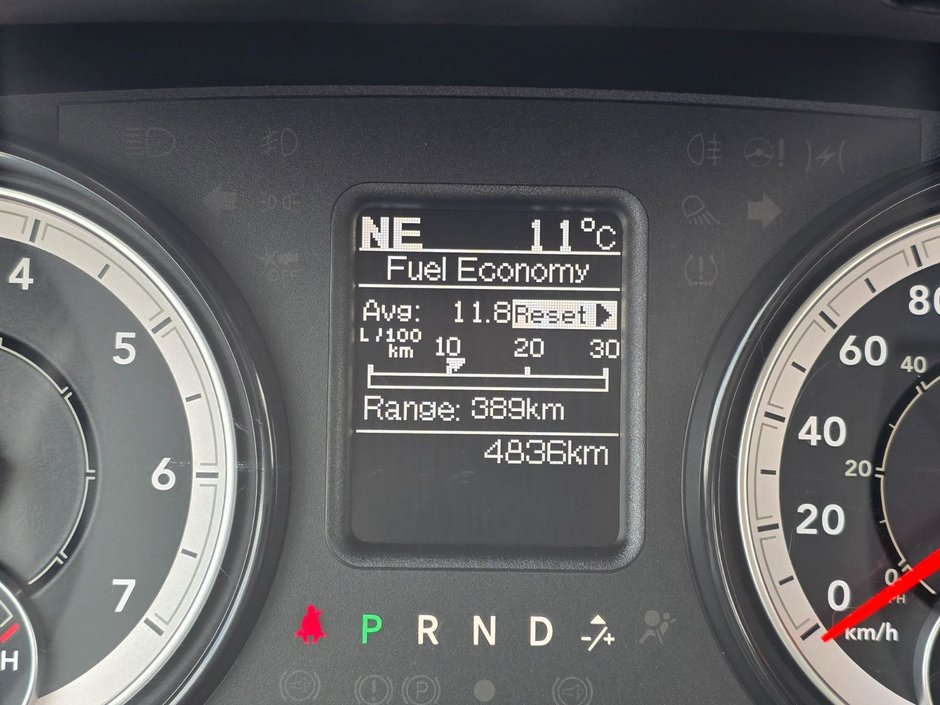 NE 11°C
Fuel Economy
Avg: 11.8 Reset
L/100 km
10 20 30
Range: 389km
4836km
4
5
6
7
H
80
60
40
20
0
km/h
40
20
0
P R N D -/+